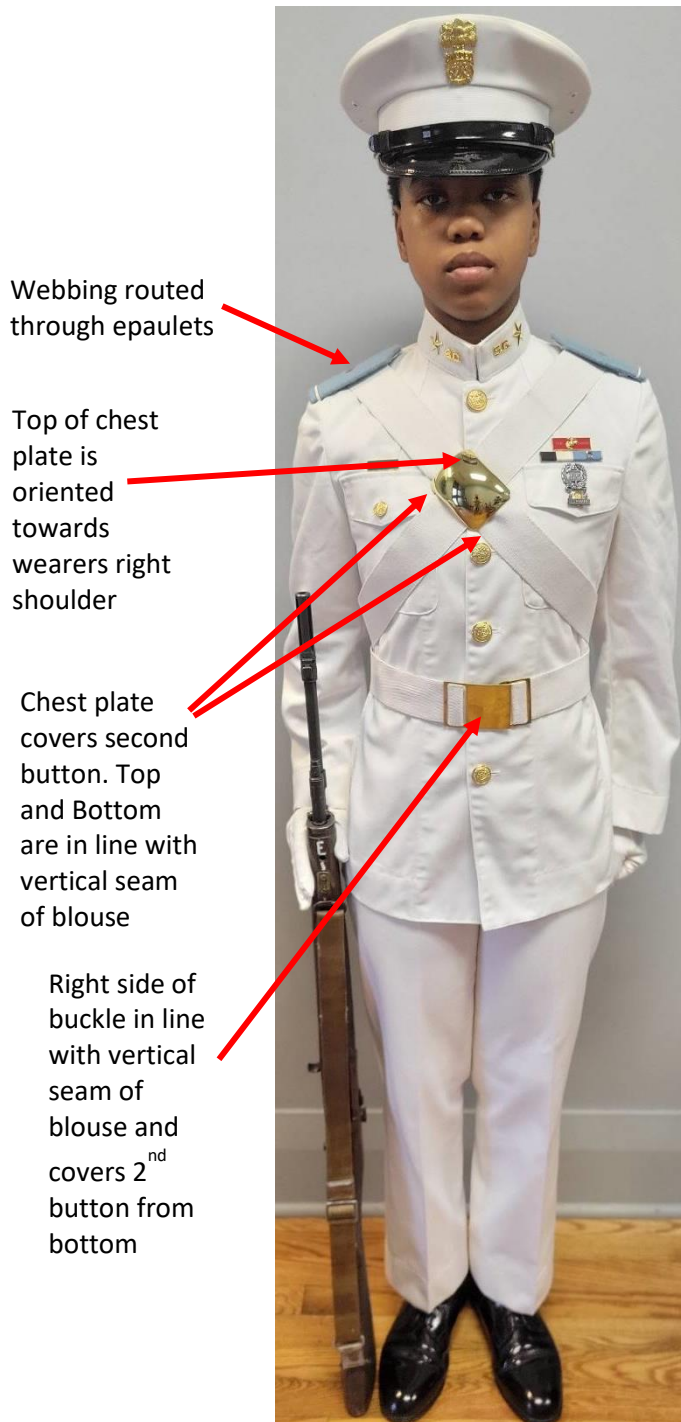 Webbing routed
through epaulets
Top of chest
plate is
oriented
towards
wearers right
shoulder
Chest plate
covers second
button. Top
and Bottom
are in line with
vertical seam
of blouse
Right side of
buckle in line
with vertical
seam of
blouse and
covers 2nd
button from
bottom
E